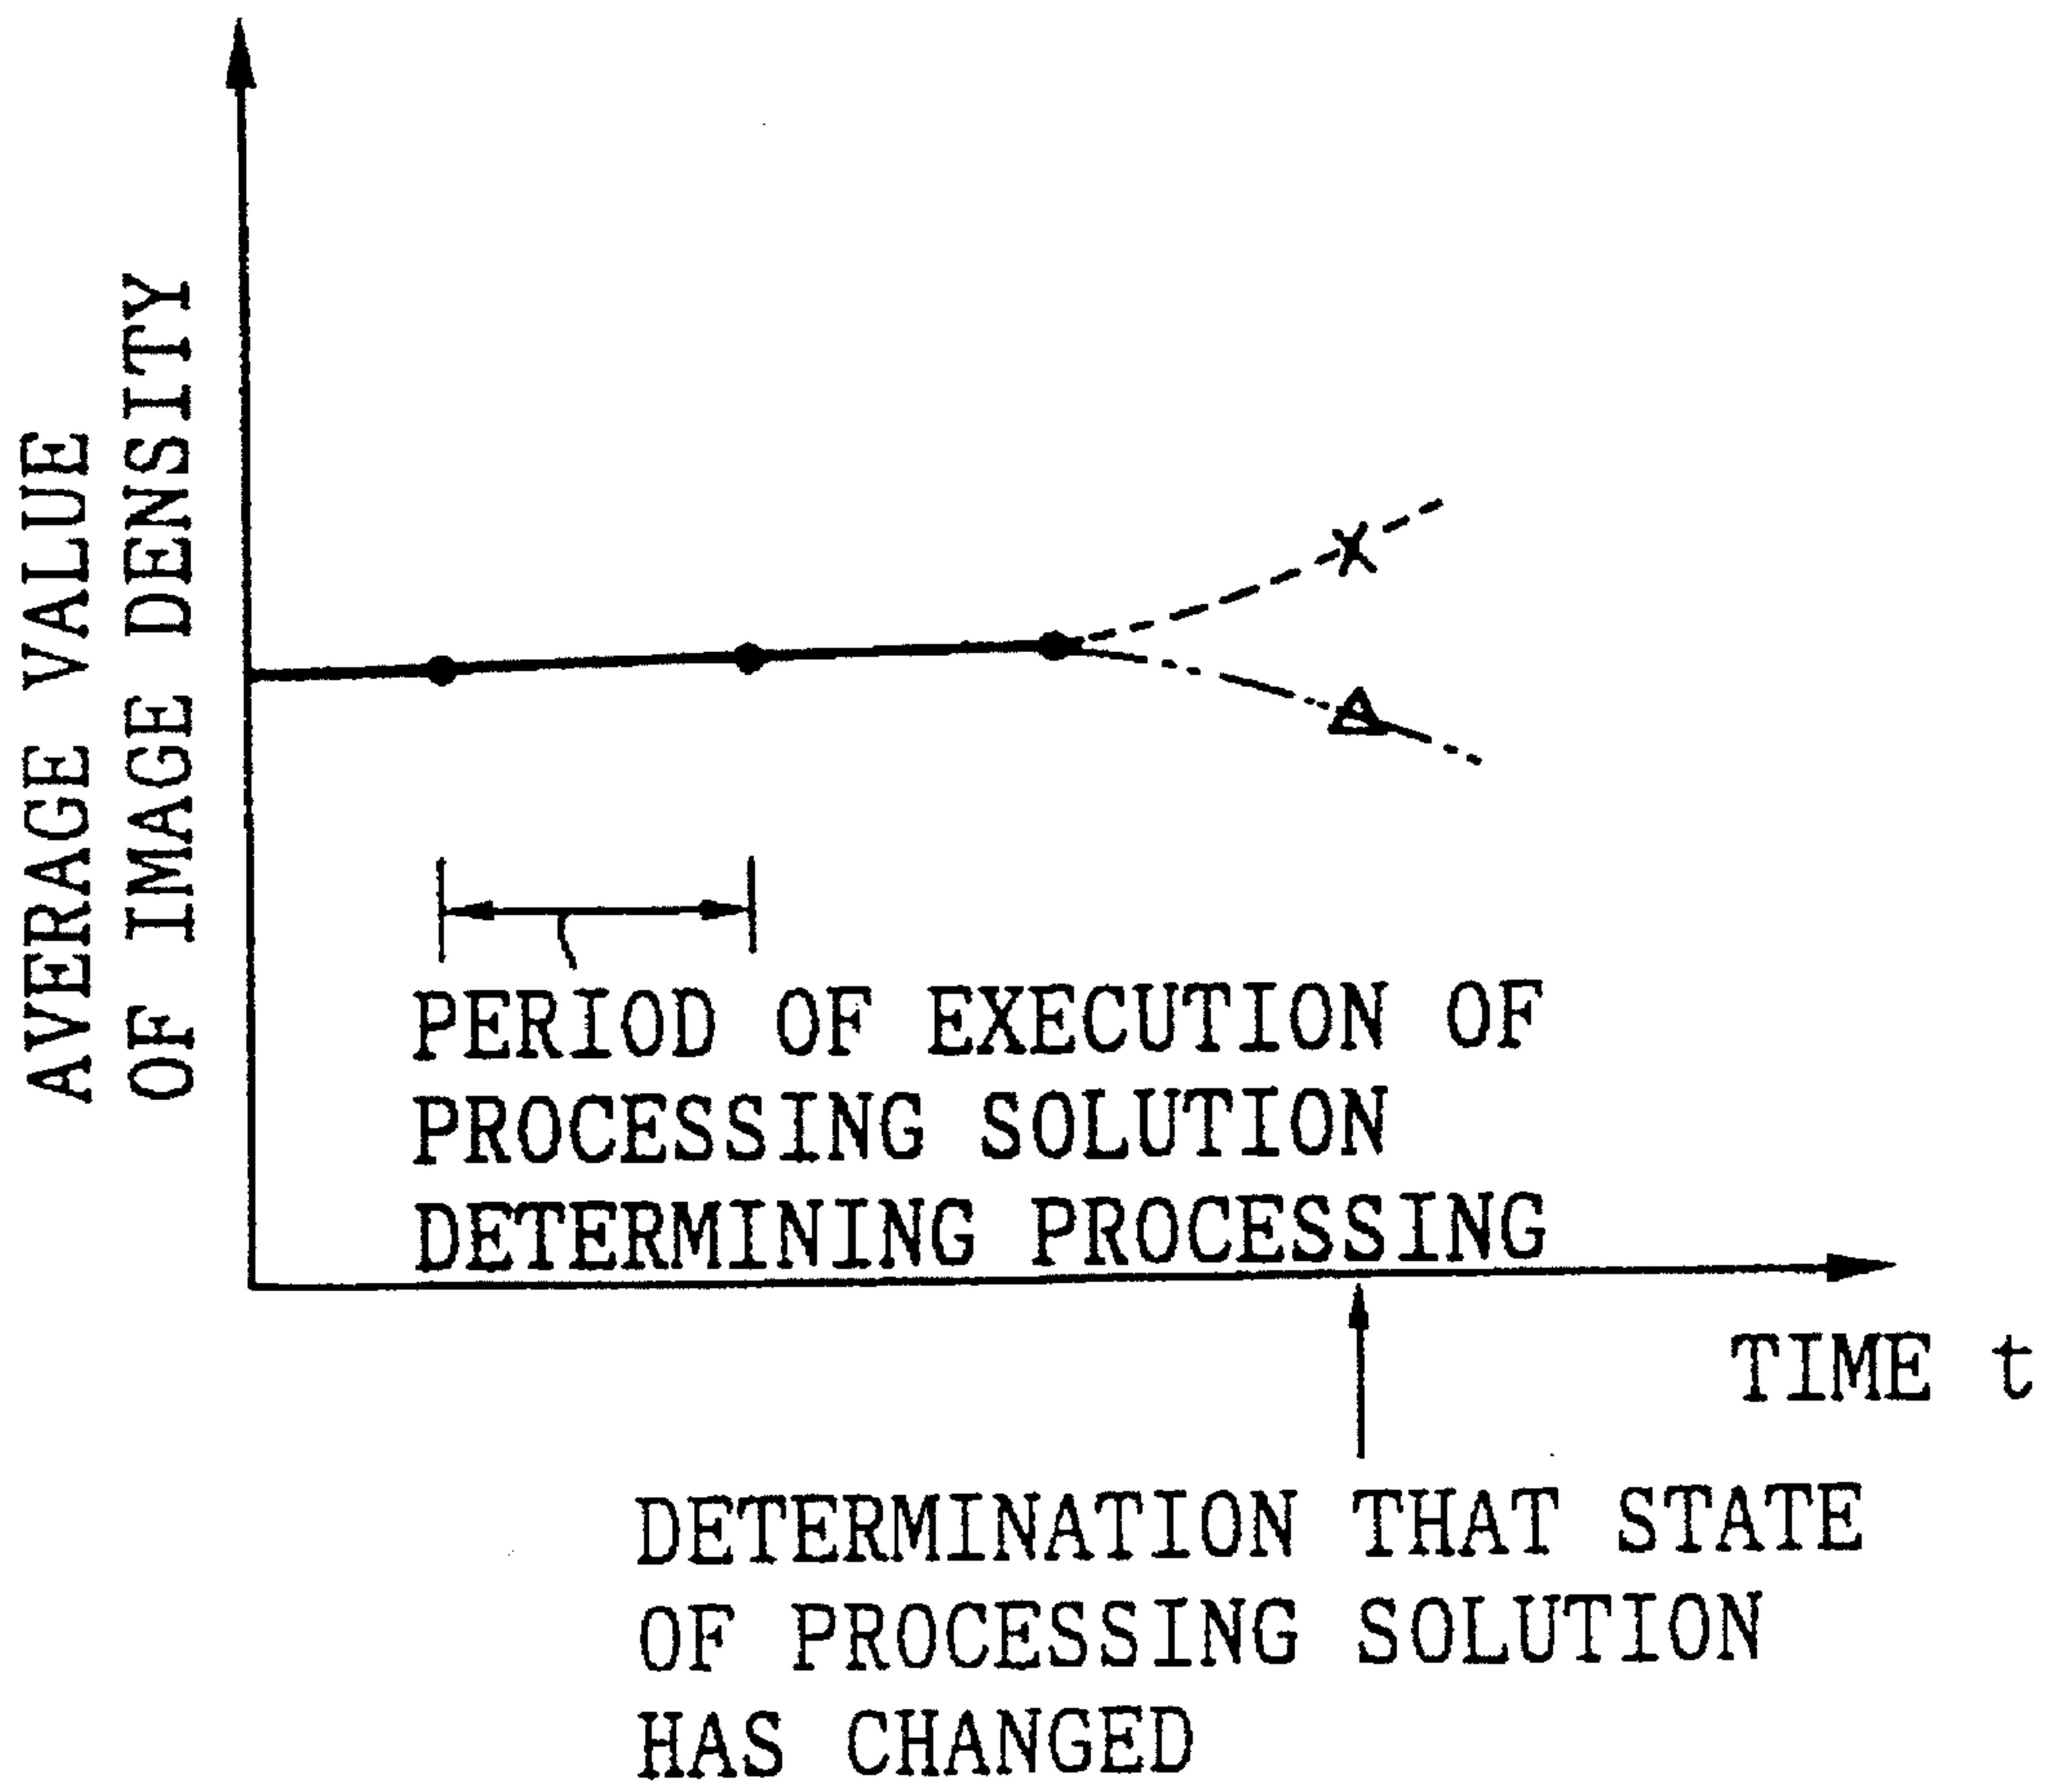 AVERAGE VALUE
OF IMAGE DENSITY
PERIOD OF EXECUTION OF
PROCESSING SOLUTION
DETERMINING PROCESSING
TIME t
DETERMINATION THAT STATE
OF PROCESSING SOLUTION
HAS CHANGED